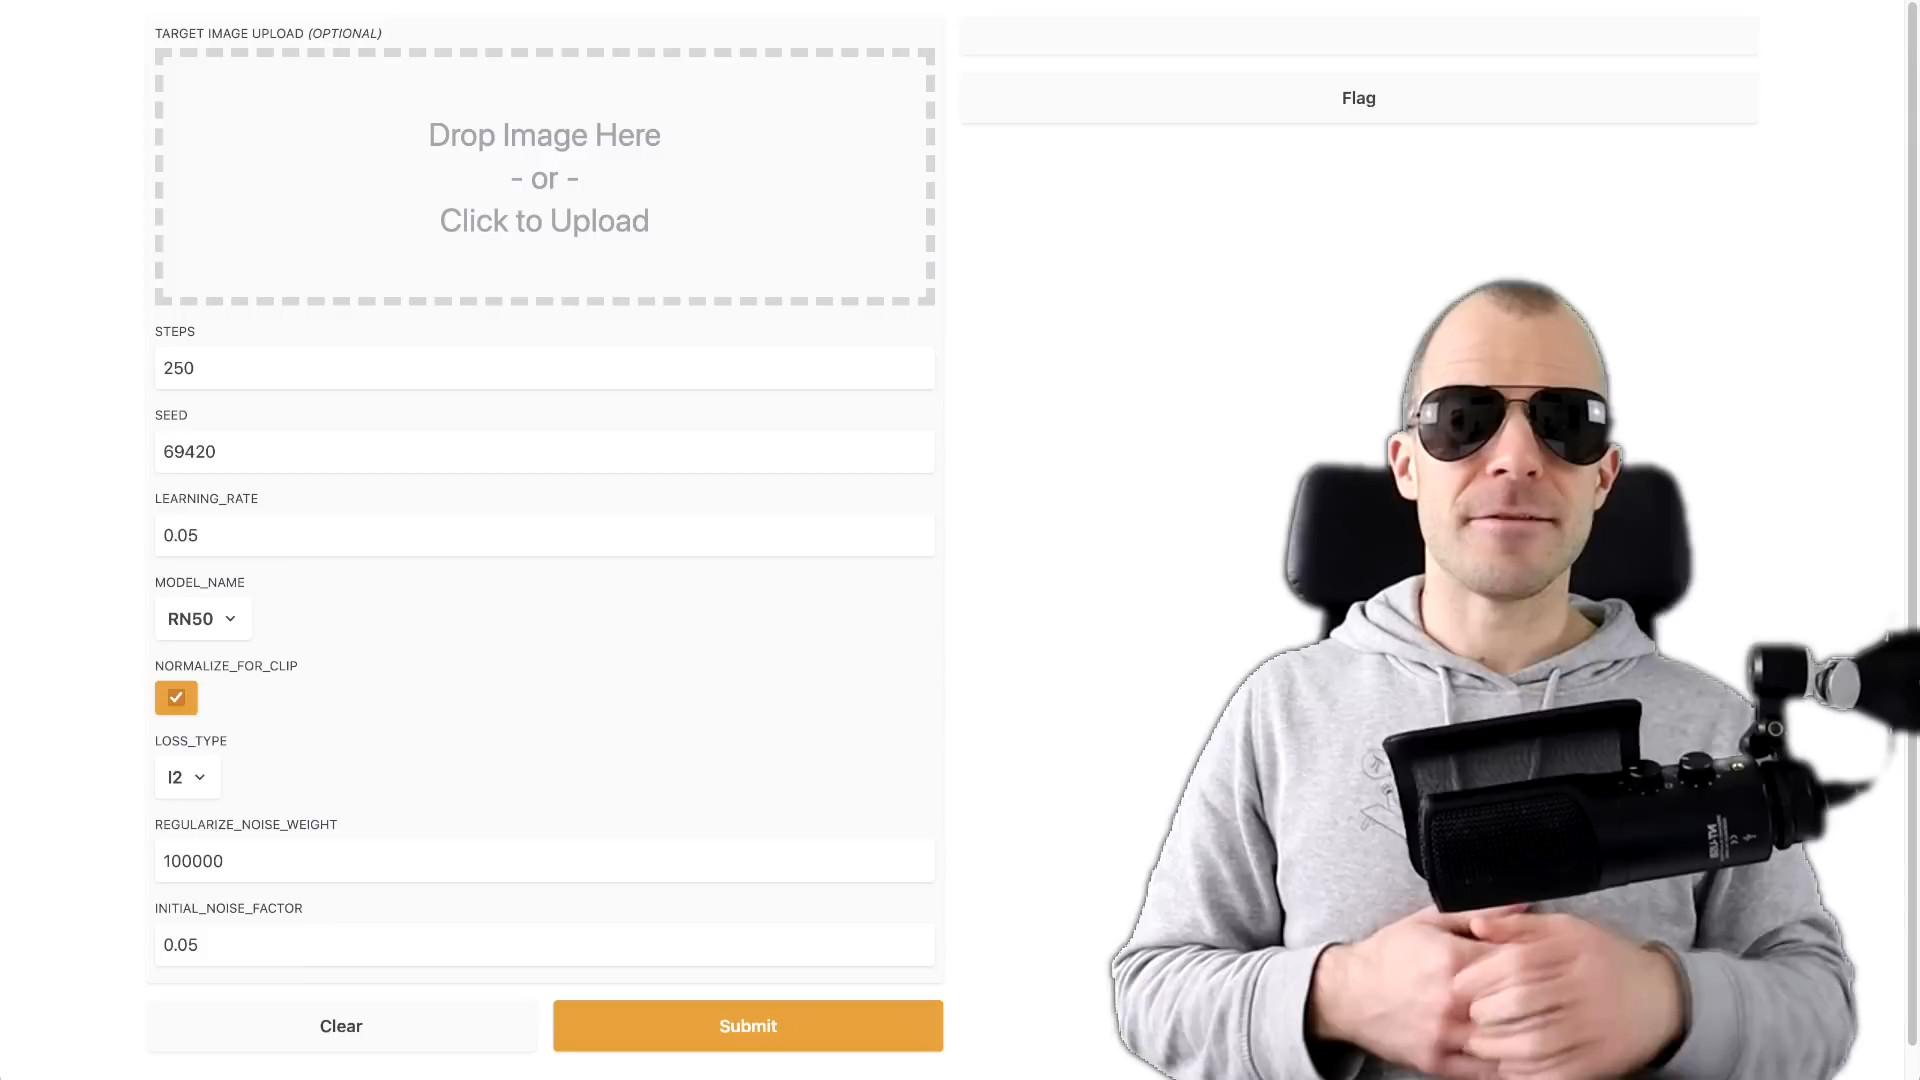 TARGET IMAGE UPLOAD (OPTIONAL)
Drop Image Here
- or -
Click to Upload
STEPS
250
SEED
69420
LEARNING_RATE
0.05
MODEL_NAME
RN50
NORMALIZE_FOR_CLIP
LOSS_TYPE
l2
REGULARIZE_NOISE_WEIGHT
100000
INITIAL_NOISE_FACTOR
0.05
Clear
Submit
Flag